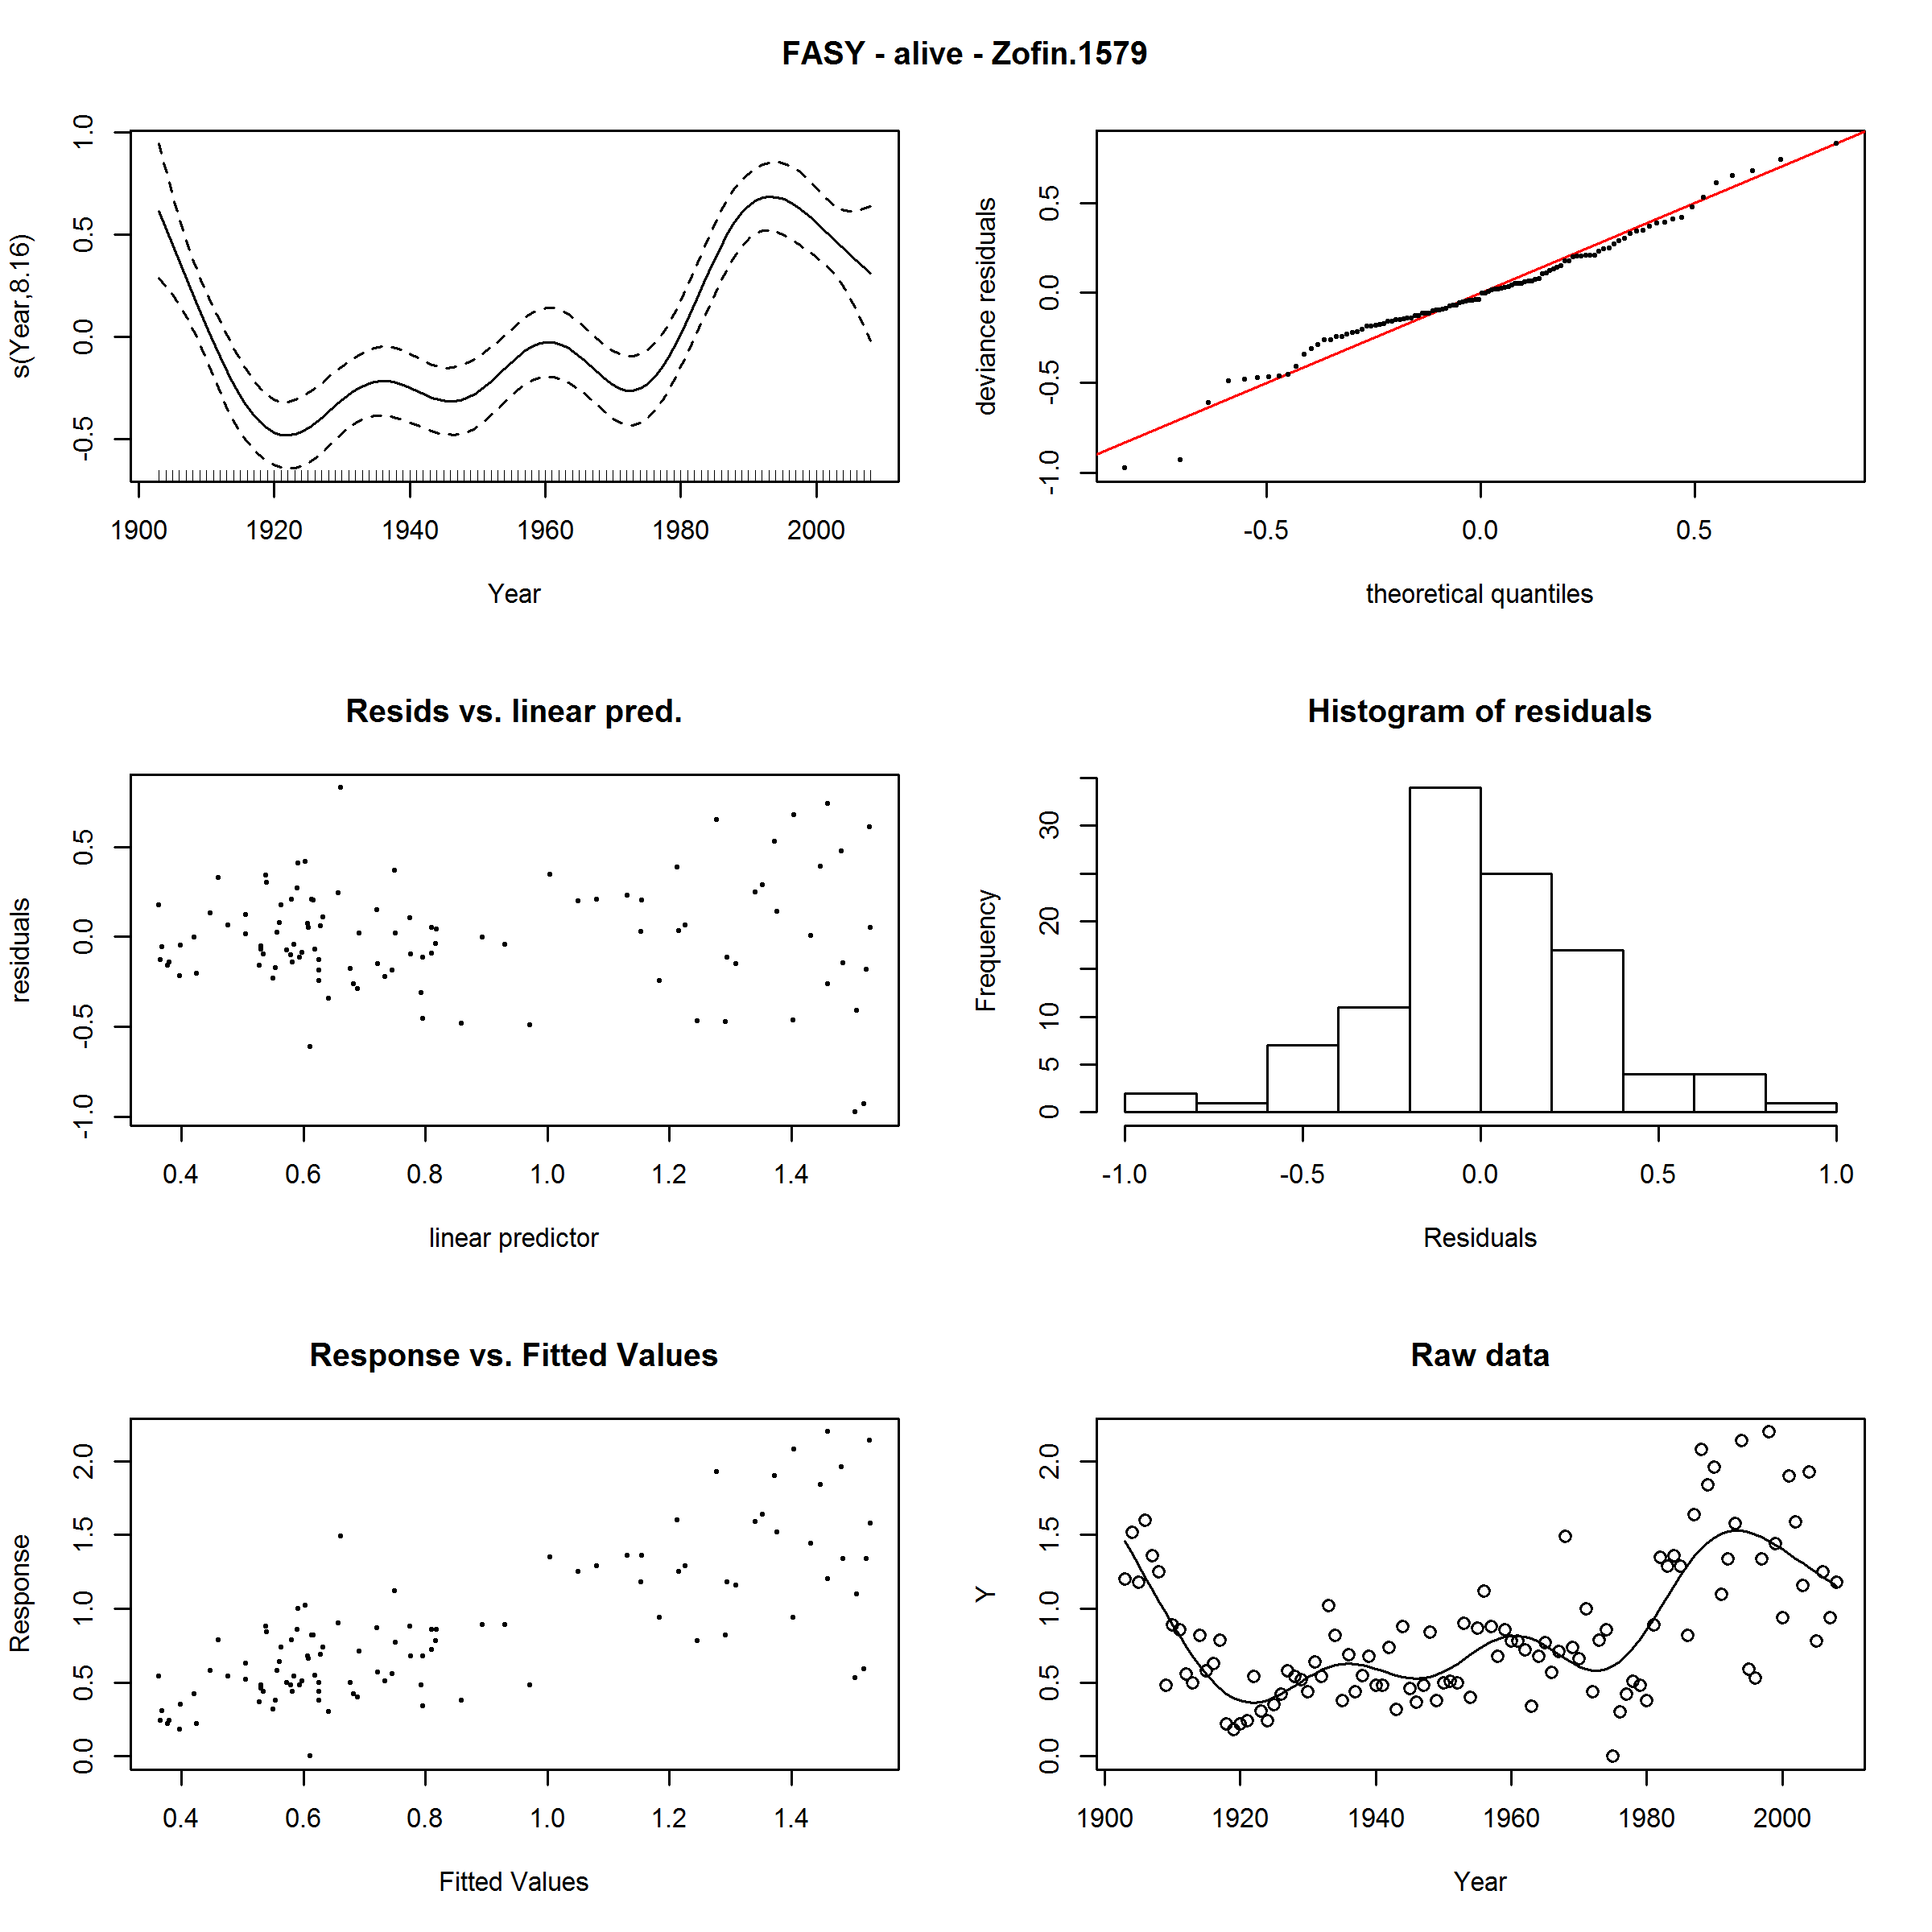 FASY - alive - Zofin.1579
s(Year,8.16)
1.0
0.5
0.0
-0.5
1900 1920 1940 1960 1980 2000
Year
deviance residuals
0.5
0.0
-0.5
-1.0
-0.5 0.0 0.5
theoretical quantiles
Resids vs. linear pred.
residuals
0.5
0.0
-0.5
-1.0
0.4 0.6 0.8 1.0 1.2 1.4
linear predictor
Histogram of residuals
Frequency
30
20
10
5
0
-1.0 -0.5 0.0 0.5 1.0
Residuals
Response vs. Fitted Values
Response
2.0
1.5
1.0
0.5
0.0
0.4 0.6 0.8 1.0 1.2 1.4
Fitted Values
Raw data
Y
2.0
1.5
1.0
0.5
0.0
1900 1920 1940 1960 1980 2000
Year